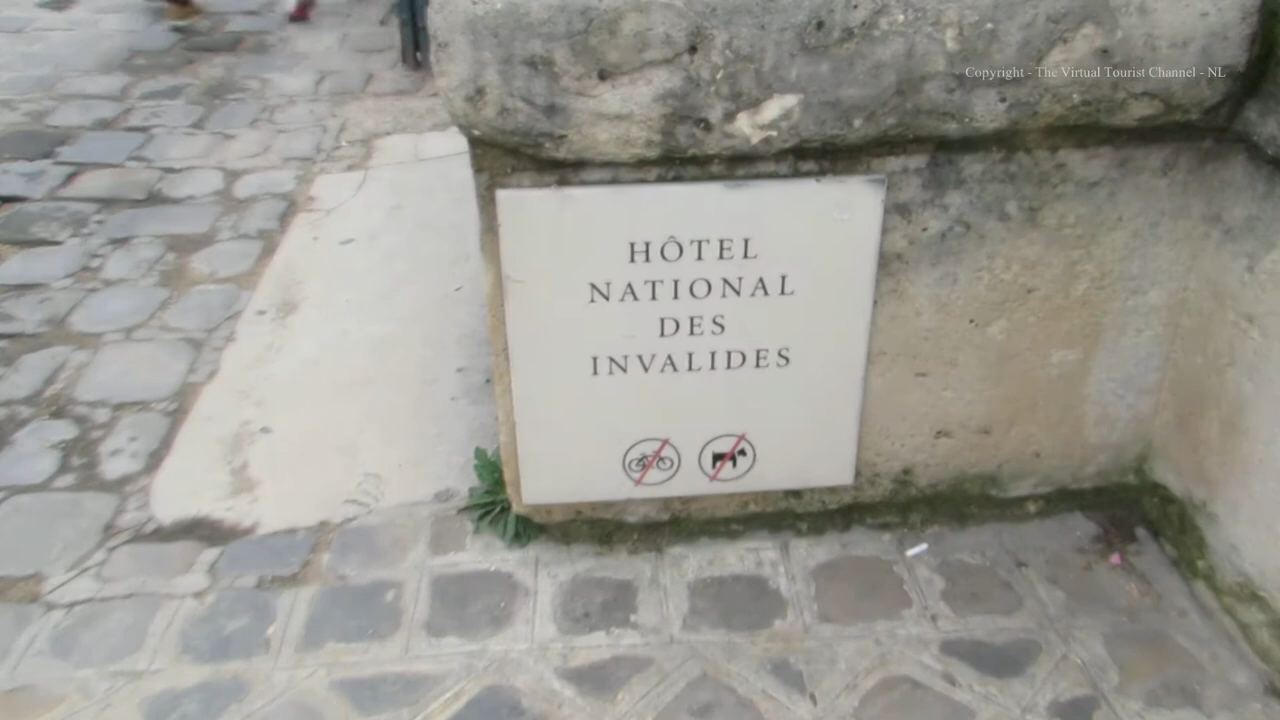 Copyright - The Virtual Tourist Channel - NL
HÔTEL
NATIONAL
DES
INVALIDES